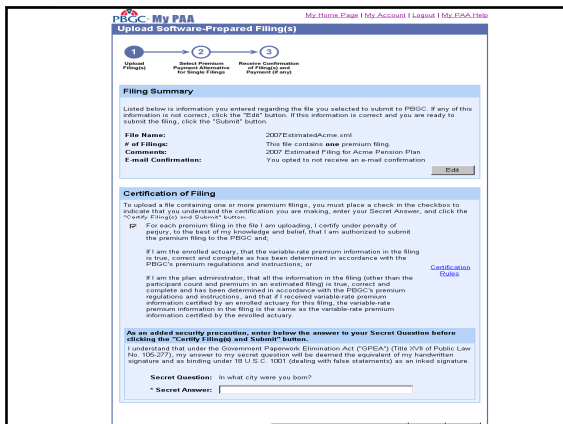 PBGC - My PAA
My Home Page | My Account | Logout | My PAA Help
Upload Software-Prepared Filing(s)
1 2 3
Upload Filing(s)
Select Premium Payment Alternative for Single Filings
Receive Confirmation of Filing(s) and Payment (if any)
Filing Summary
Listed below is information you entered regarding the file you selected to submit to PBGC. If any of this
information is not correct, click the "Edit" button. If this information is correct and you are ready to
submit the filing, click the "Submit" button.
File Name: 2007EstimatedAcme.xml
# of Filings: This file contains one premium filing
Comments: 2007 Estimated Filing for Acme Pension Plan
E-mail Confirmation: You opted to not receive an e-mail confirmation
Edit
Certification of Filing
To upload a file containing one or more premium filings, you must place a check in the checkbox to
indicate that you understand the certification you are making, enter your Secret Answer, and click the
"Certify Filing(s) and Submit" button.
For each premium filing in the file I am uploading, I certify under penalty of
perjury, to the best of my knowledge and belief, that I am authorized to submit
the premium filing to the PBGC and;
If I am the enrolled actuary, that the variable-rate premium information in the filing
is true, correct and complete as has been determined in accordance with the
PBGC's premium regulations and instructions; or
If I am the plan administrator, that all the information in the filing (other than the
participant count and premium in an estimated filing) is true, correct and
complete and has been determined in accordance with the PBGC's premium
regulations and instructions, and that if I received variable-rate premium
information certified by an enrolled actuary for this filing, the variable-rate
premium information in the filing is the same as the variable-rate premium
information certified by the enrolled actuary.
Certification
Rules
As an added security precaution, enter below the answer to your Secret Question before
clicking the "Certify Filing(s) and Submit" button.
I understand that under the Government Paperwork Elimination Act ("GPEA") (Title XVII of Public Law
No. 105-277), my answer to my secret question will be deemed the equivalent of my handwritten
signature and as binding under 18 U.S.C. 1001 (dealing with false statements) as an inked signature.
Secret Question: In what city were you born?
* Secret Answer: